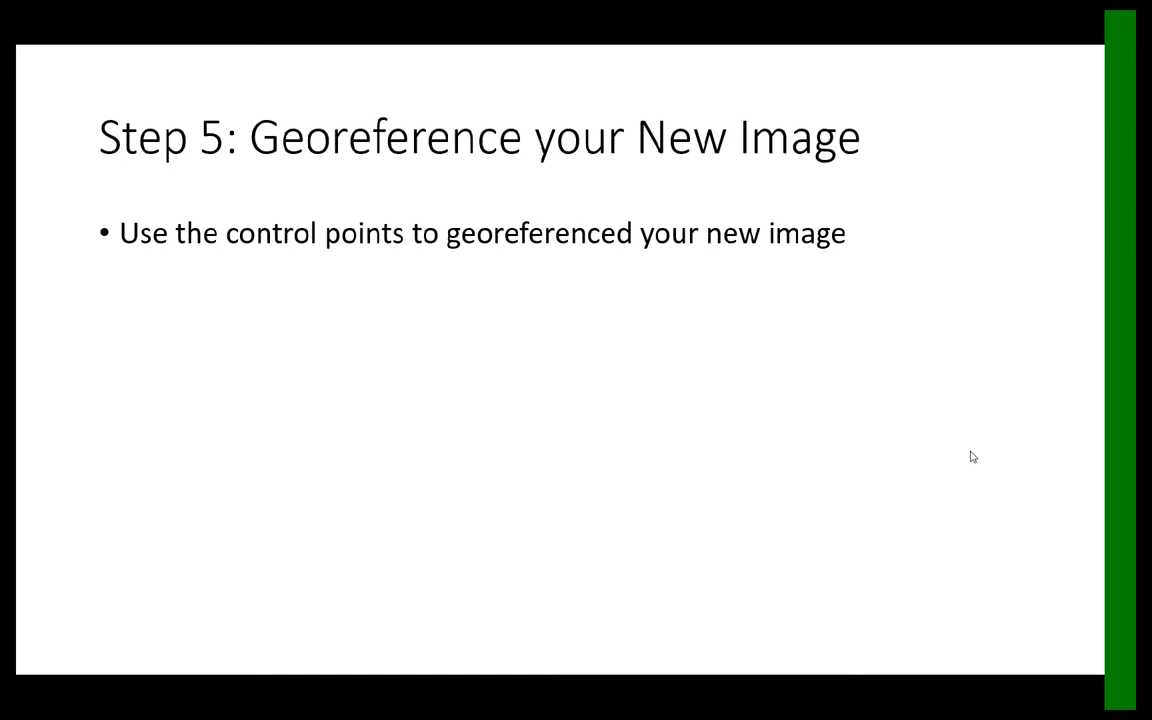 Step 5: Georeference your New Image
• Use the control points to georeferenced your new image